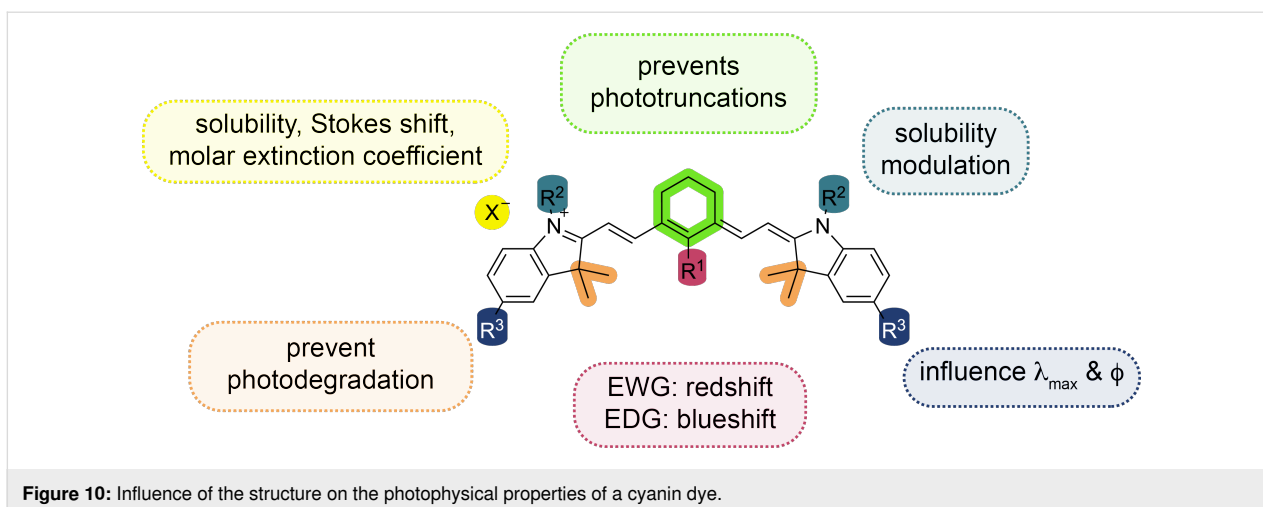 prevents
phototruncations
solubility, Stokes shift,
molar extinction coefficient
solubility
modulation
X⁻
R²
N⁺
R²
N
R¹
R³
R³
prevent
photodegradation
EWG: redshift
EDG: blueshift
influence λmax & ϕ
Figure 10: Influence of the structure on the photophysical properties of a cyanin dye.